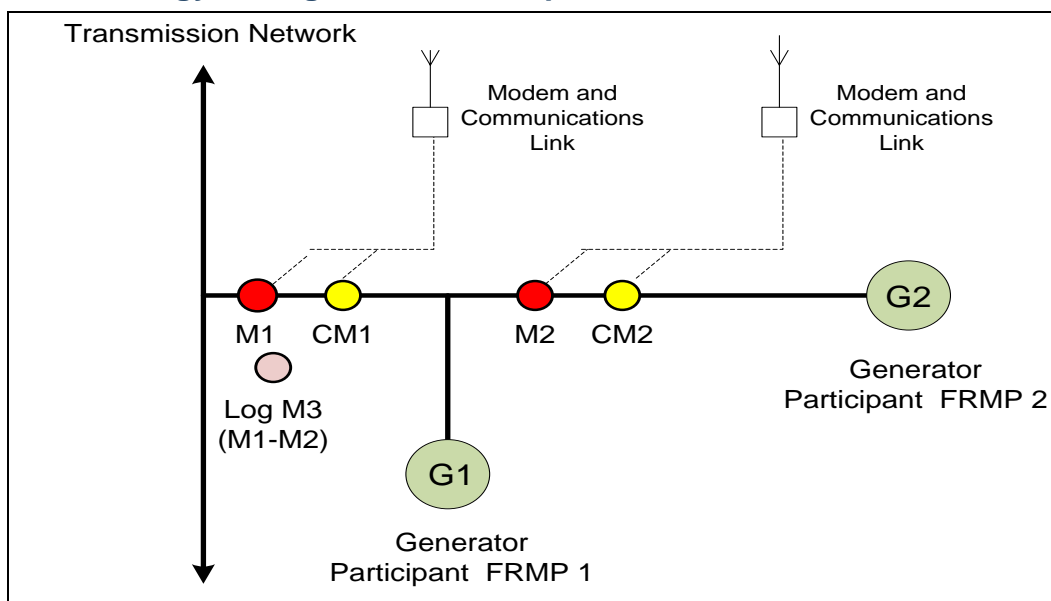 Transmission Network
Modem and
Communications
Link
Modem and
Communications
Link
M1
CM1
M2
CM2
G2
Log M3
(M1-M2)
Generator
Participant FRMP 2
G1
Generator
Participant FRMP 1